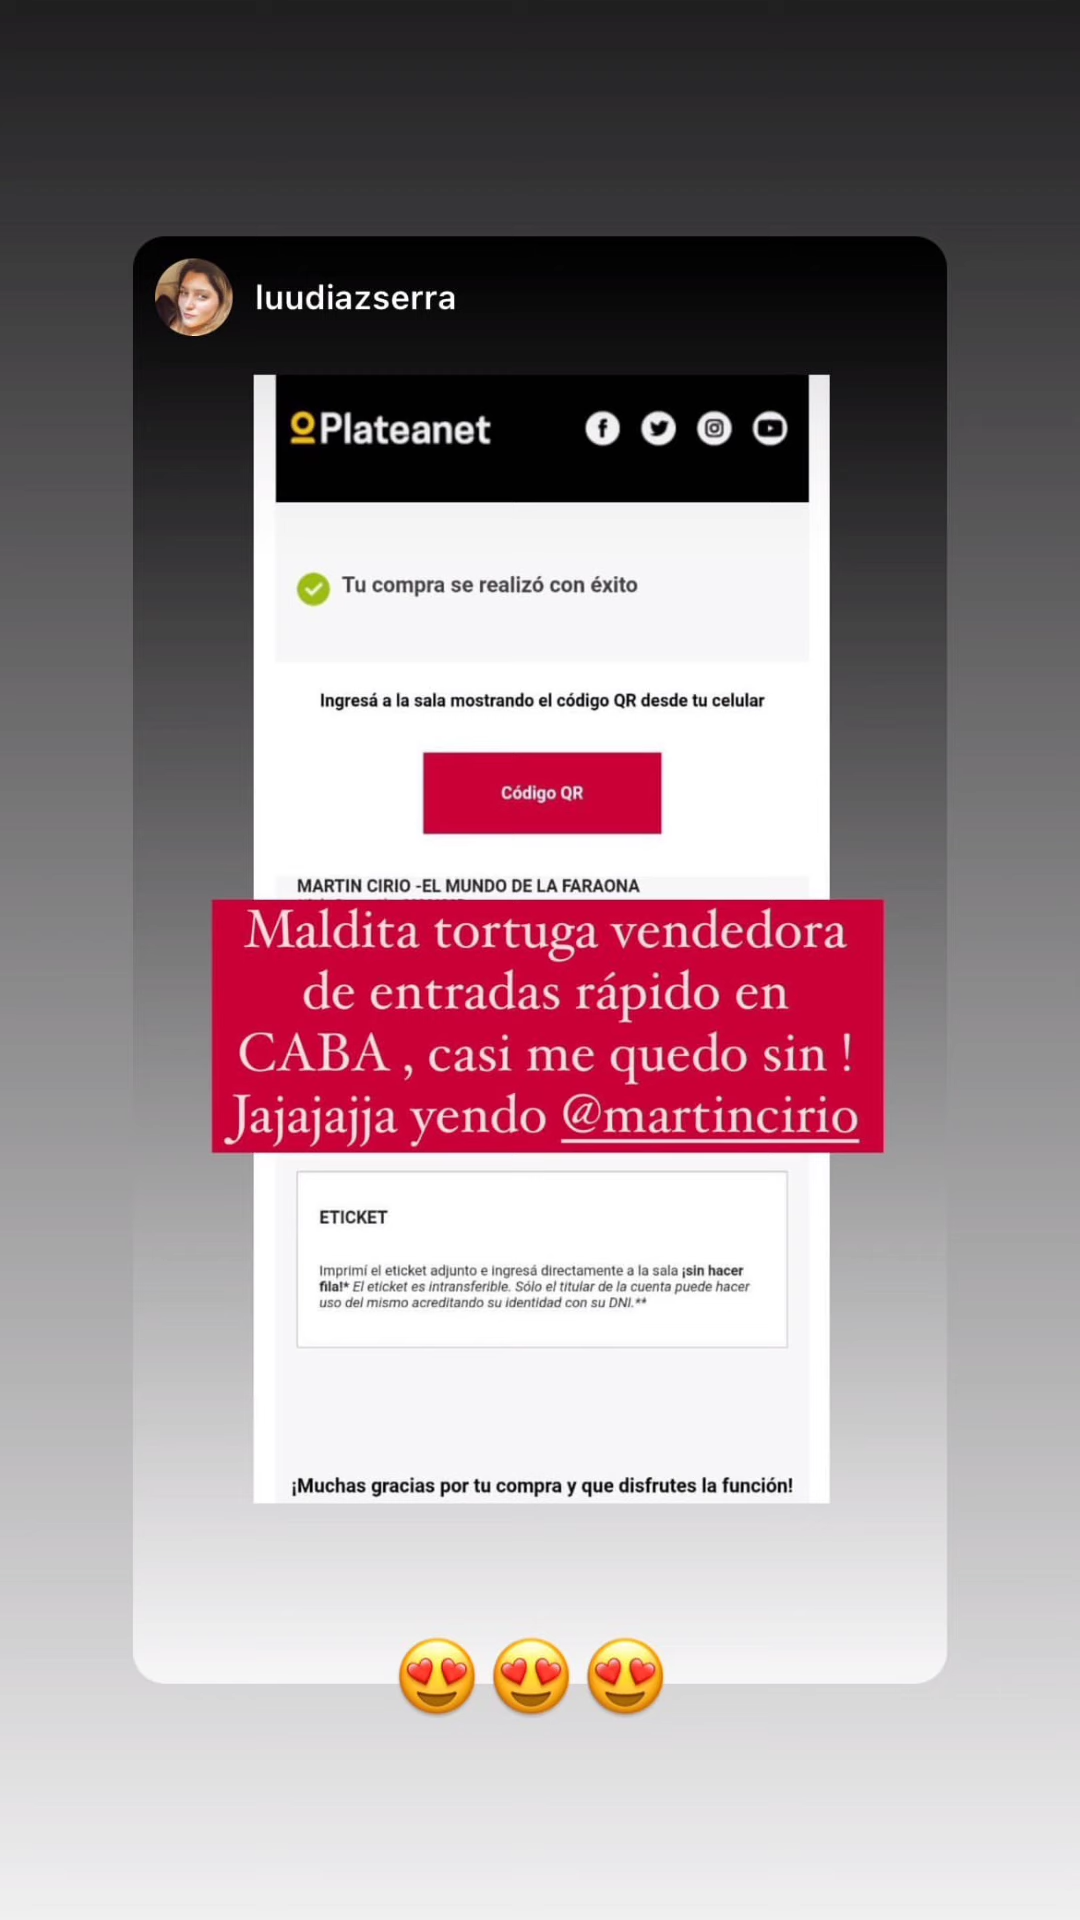 luudiazserra
Plateanet
Tu compra se realizó con éxito
Ingresá a la sala mostrando el código QR desde tu celular
Código QR
MARTIN CIRIO -EL MUNDO DE LA FARAONA
Maldita tortuga vendedora
de entradas rápido en
CABA , casi me quedo sin !
Jajajajja yendo @martincirio
ETICKET
Imprimí el eticket adjunto e ingresá directamente a la sala ¡sin hacer
fila!* El eticket es intransferible. Sólo el titular de la cuenta puede hacer
uso del mismo acreditando su identidad con su DNI.**
¡Muchas gracias por tu compra y que disfrutes la función!